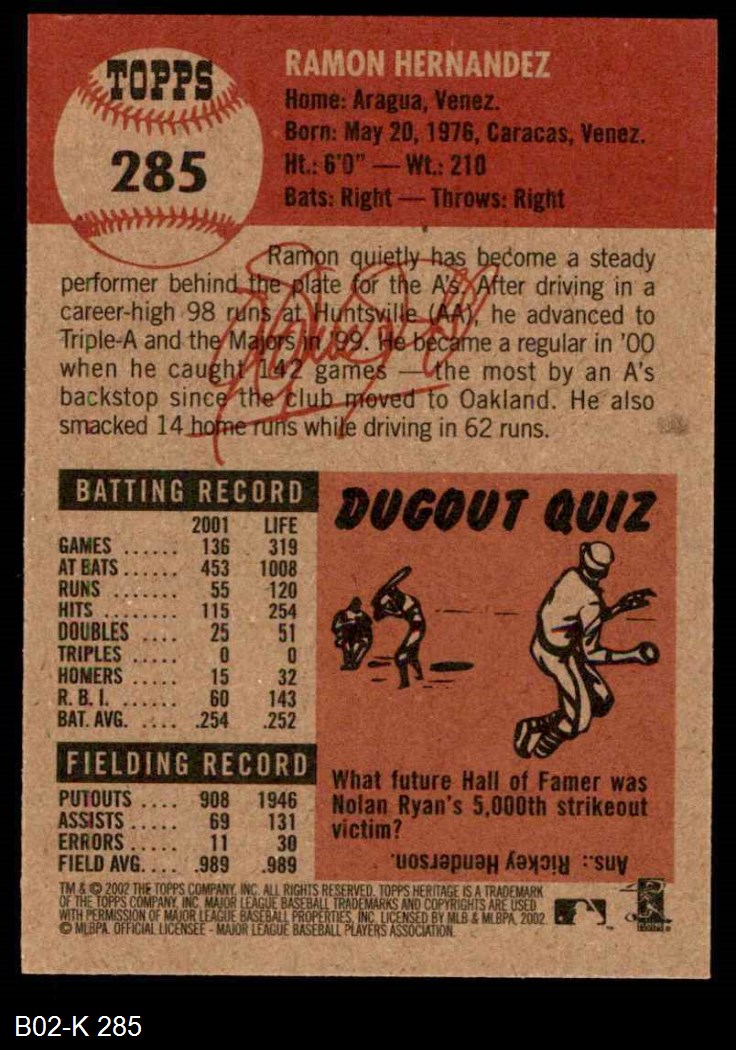 TOPPS
285
RAMON HERNANDEZ
Home: Aragua, Venez.
Born: May 20, 1976, Caracas, Venez.
Ht.: 6'0" — Wt.: 210
Bats: Right — Throws: Right
Ramon quietly has become a steady
performer behind the plate for the A's. After driving in a
career-high 98 runs at Huntsville (AA), he advanced to
Triple-A and the Majors in '99. He became a regular in '00
when he caught 142 games — the most by an A's
backstop since the club moved to Oakland. He also
smacked 14 home runs while driving in 62 runs.
BATTING RECORD
2001 LIFE
GAMES ...... 136 319
AT BATS ...... 453 1008
RUNS ...... 55 120
HITS ........ 115 254
DOUBLES .... 25 51
TRIPLES ..... 0 0
HOMERS .... 15 32
R. B. I. ...... 60 143
BAT. AVG. .... .254 .252
FIELDING RECORD
PUTOUTS .... 908 1946
ASSISTS ..... 69 131
ERRORS ..... 11 30
FIELD AVG. ... .989 .989
DUGOUT QUIZ
What future Hall of Famer was
Nolan Ryan's 5,000th strikeout
victim?
Ans.: Rickey Henderson.
TM & © 2002 THE TOPPS COMPANY, INC. ALL RIGHTS RESERVED. TOPPS HERITAGE IS A TRADEMARK
OF THE TOPPS COMPANY, INC. MAJOR LEAGUE BASEBALL TRADEMARKS AND COPYRIGHTS ARE USED
WITH PERMISSION OF MAJOR LEAGUE BASEBALL PROPERTIES, INC. LICENSED BY MLB & MLBPA, 2002
© MLBPA. OFFICIAL LICENSEE - MAJOR LEAGUE BASEBALL PLAYERS ASSOCIATION.
B02-K 285